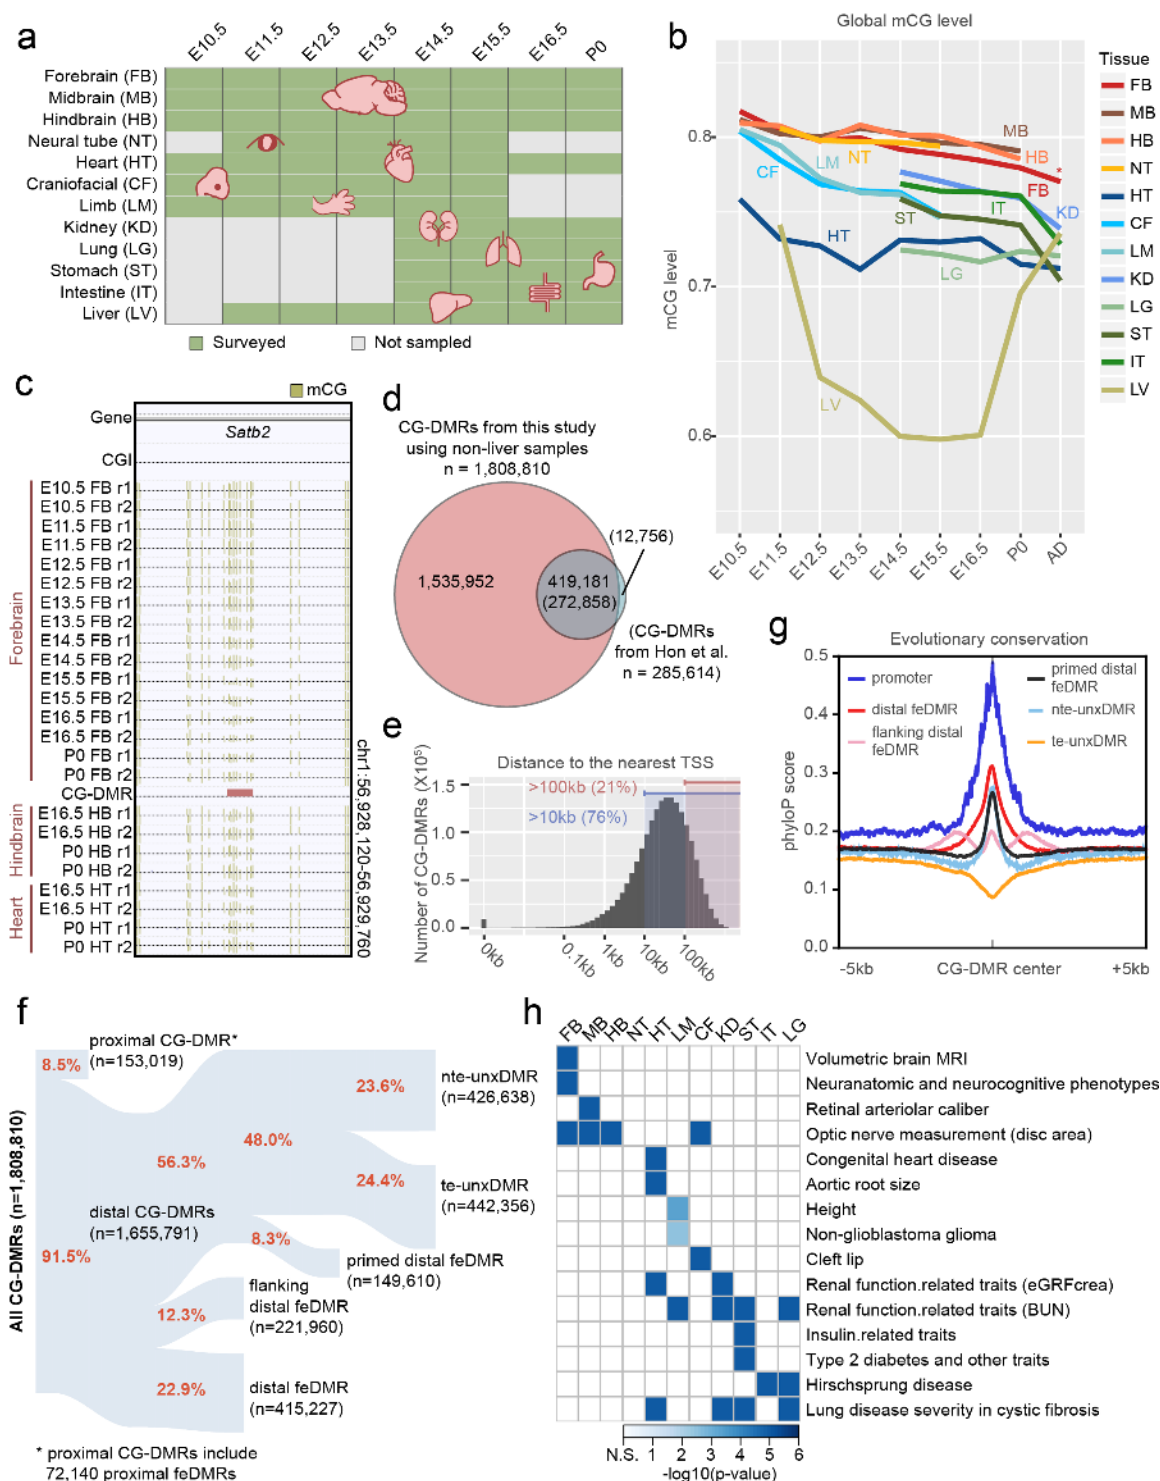 a
E10.5 E11.5 E12.5 E13.5 E14.5 E15.5 E16.5 P0
Forebrain (FB)
Midbrain (MB)
Hindbrain (HB)
Neural tube (NT)
Heart (HT)
Craniofacial (CF)
Limb (LM)
Kidney (KD)
Lung (LG)
Stomach (ST)
Intestine (IT)
Liver (LV)
Surveyed Not sampled
b
Global mCG level
mCG level
0.8
0.7
0.6
CF
LM
NT
HT
ST
LG
LV
IT
MB
HB
FB
*
KD
E10.5 E11.5 E12.5 E13.5 E14.5 E15.5 E16.5 P0 AD
Tissue
FB
MB
HB
NT
HT
CF
LM
KD
LG
ST
IT
LV
c
mCG
Gene
Satb2
CGI
Forebrain
E10.5 FB r1
E10.5 FB r2
E11.5 FB r1
E11.5 FB r2
E12.5 FB r1
E12.5 FB r2
E13.5 FB r1
E13.5 FB r2
E14.5 FB r1
E14.5 FB r2
E15.5 FB r1
E15.5 FB r2
E16.5 FB r1
E16.5 FB r2
P0 FB r1
P0 FB r2
CG-DMR
Hindbrain
E16.5 HB r1
E16.5 HB r2
P0 HB r1
P0 HB r2
Heart
E16.5 HT r1
E16.5 HT r2
P0 HT r1
P0 HT r2
chr1:56,928,120-56,929,760
d
CG-DMRs from this study
using non-liver samples
n = 1,808,810
(12,756)
1,535,952
419,181
(272,858)
(CG-DMRs
from Hon et al.
n = 285,614)
e
Distance to the nearest TSS
Number of CG-DMRs (X10⁵)
1.5
1.0
0.5
0.0
>100kb (21%)
>10kb (76%)
0kb 0.1kb 1kb 10kb 100kb
g
Evolutionary conservation
phyloP score
0.5
0.4
0.3
0.2
0.1
0.0
promoter
distal feDMR
flanking distal
feDMR
primed distal
feDMR
nte-unxDMR
te-unxDMR
-5kb CG-DMR center +5kb
f
All CG-DMRs (n=1,808,810)
8.5%
proximal CG-DMR*
(n=153,019)
91.5%
distal CG-DMRs
(n=1,655,791)
56.3%
48.0%
23.6%
nte-unxDMR
(n=426,638)
24.4%
te-unxDMR
(n=442,356)
8.3%
primed distal feDMR
(n=149,610)
12.3%
flanking
distal feDMR
(n=221,960)
22.9%
distal feDMR
(n=415,227)
* proximal CG-DMRs include
72,140 proximal feDMRs
h
FB MB HB NT HT LM CF KD ST IT LG
Volumetric brain MRI
Neuranatomic and neurocognitive phenotypes
Retinal arteriolar caliber
Optic nerve measurement (disc area)
Congenital heart disease
Aortic root size
Height
Non-glioblastoma glioma
Cleft lip
Renal function.related traits (eGRFcrea)
Renal function.related traits (BUN)
Insulin.related traits
Type 2 diabetes and other traits
Hirschsprung disease
Lung disease severity in cystic fibrosis
N.S. 1 2 3 4 5 6
-log10(p-value)